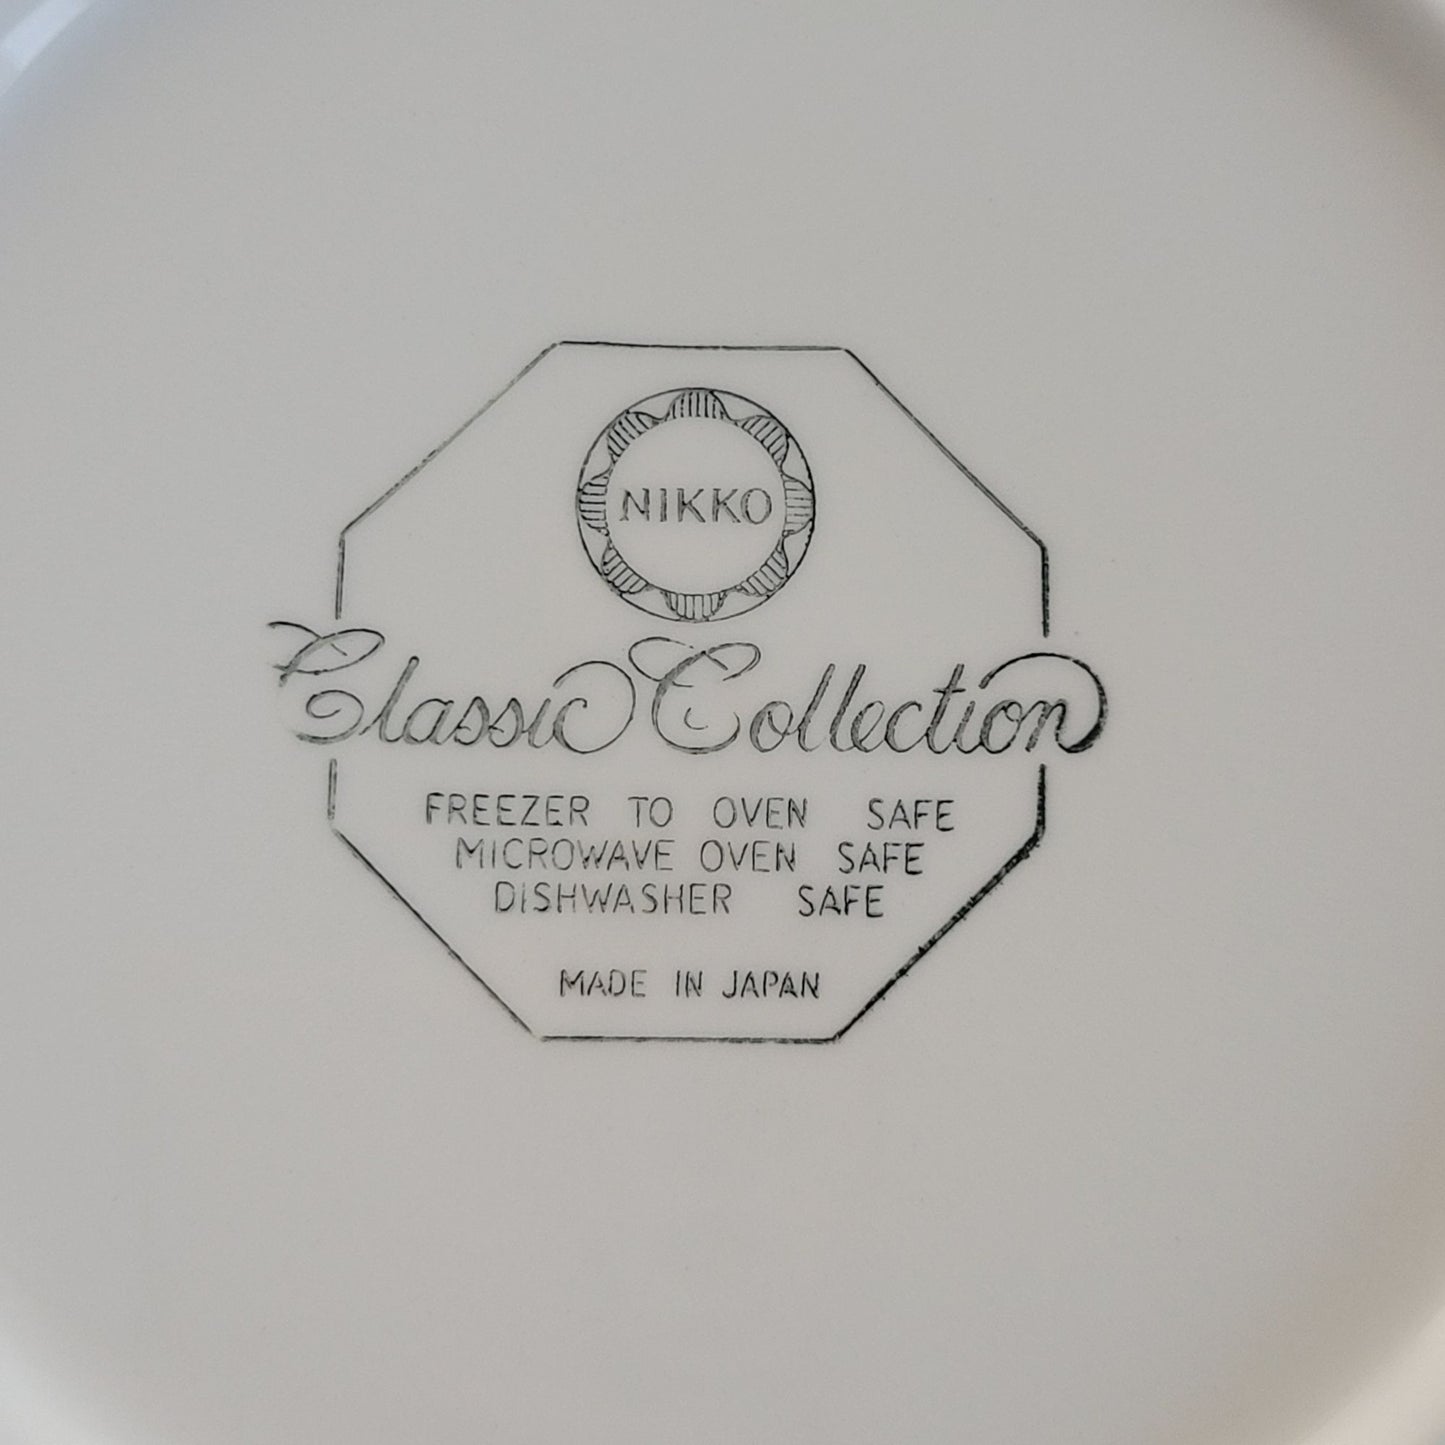 NIKKO
Classic Collection
FREEZER TO OVEN SAFE
MICROWAVE OVEN SAFE
DISHWASHER SAFE
MADE IN JAPAN